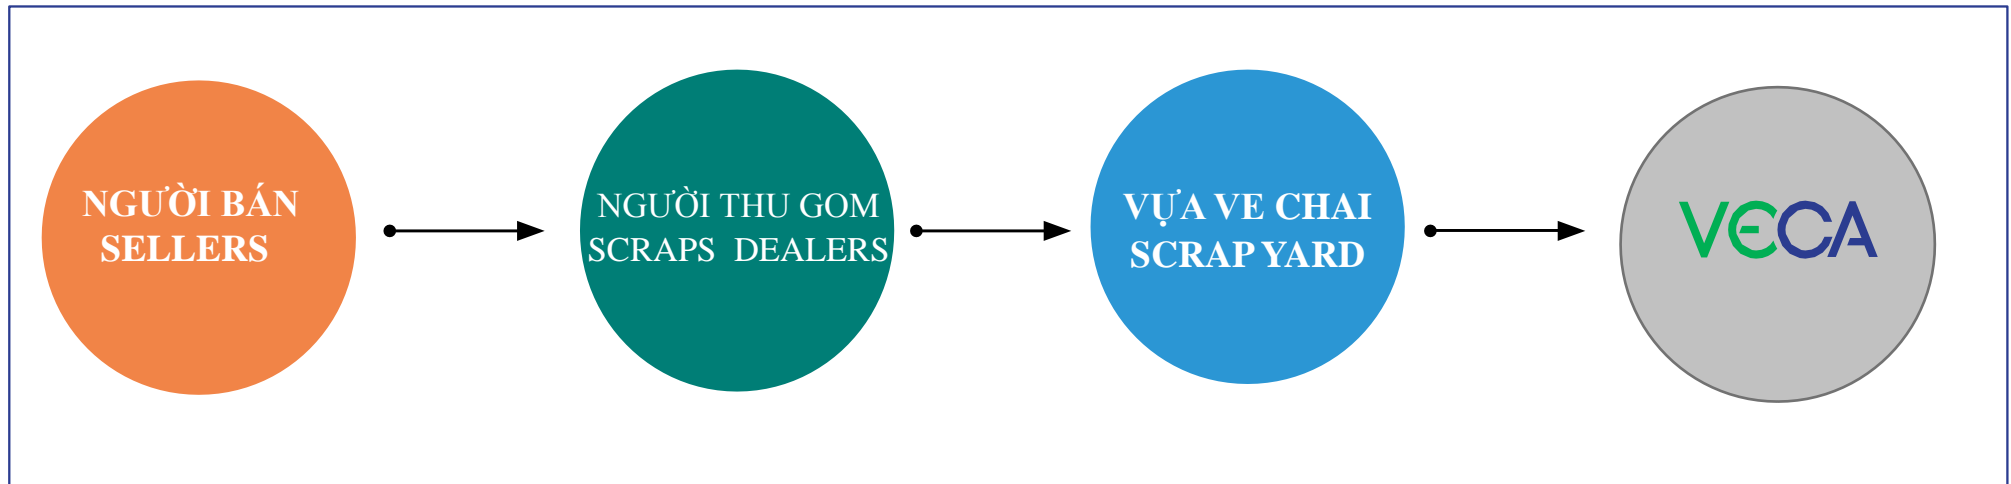 NGƯỜI BÁN
SELLERS
NGƯỜI THU GOM
SCRAPS DEALERS
VỰA VE CHAI
SCRAP YARD
VECA